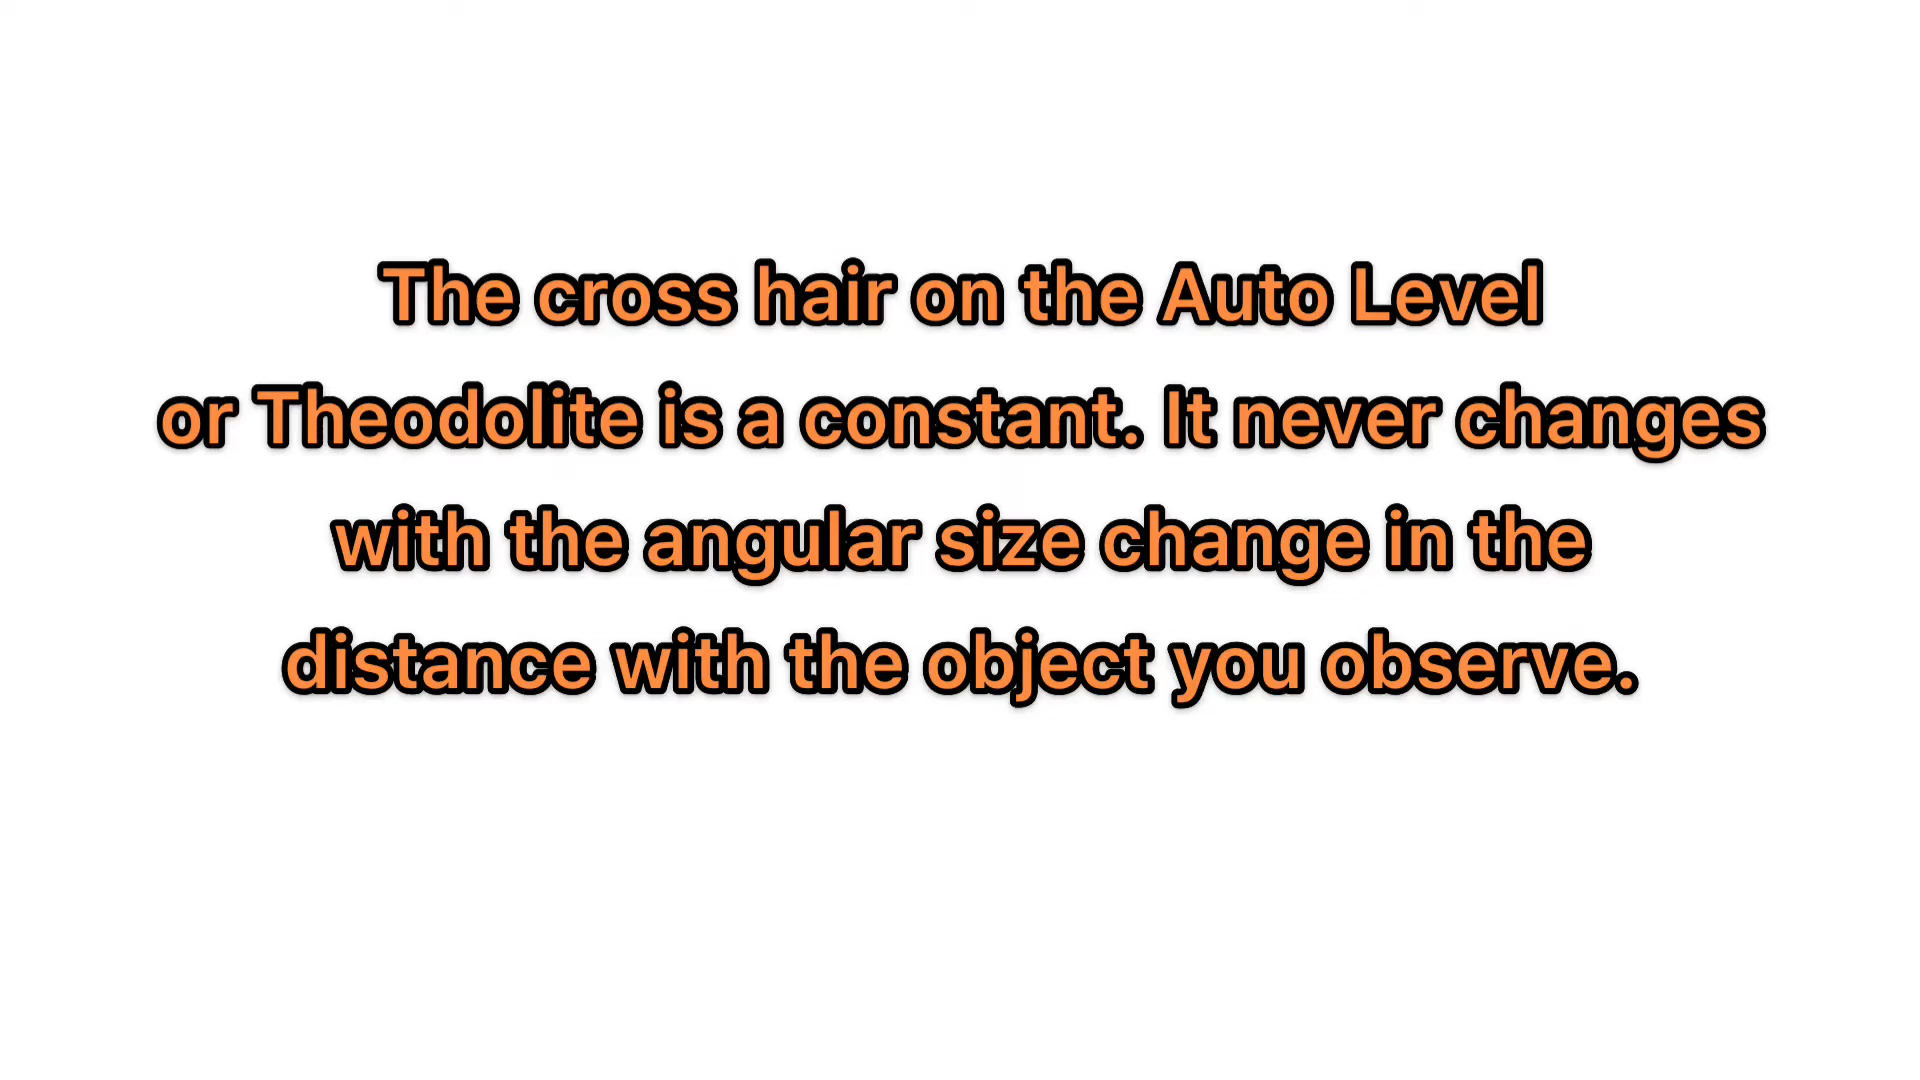 The cross hair on the Auto Level
or Theodolite is a constant. It never changes
with the angular size change in the
distance with the object you observe.